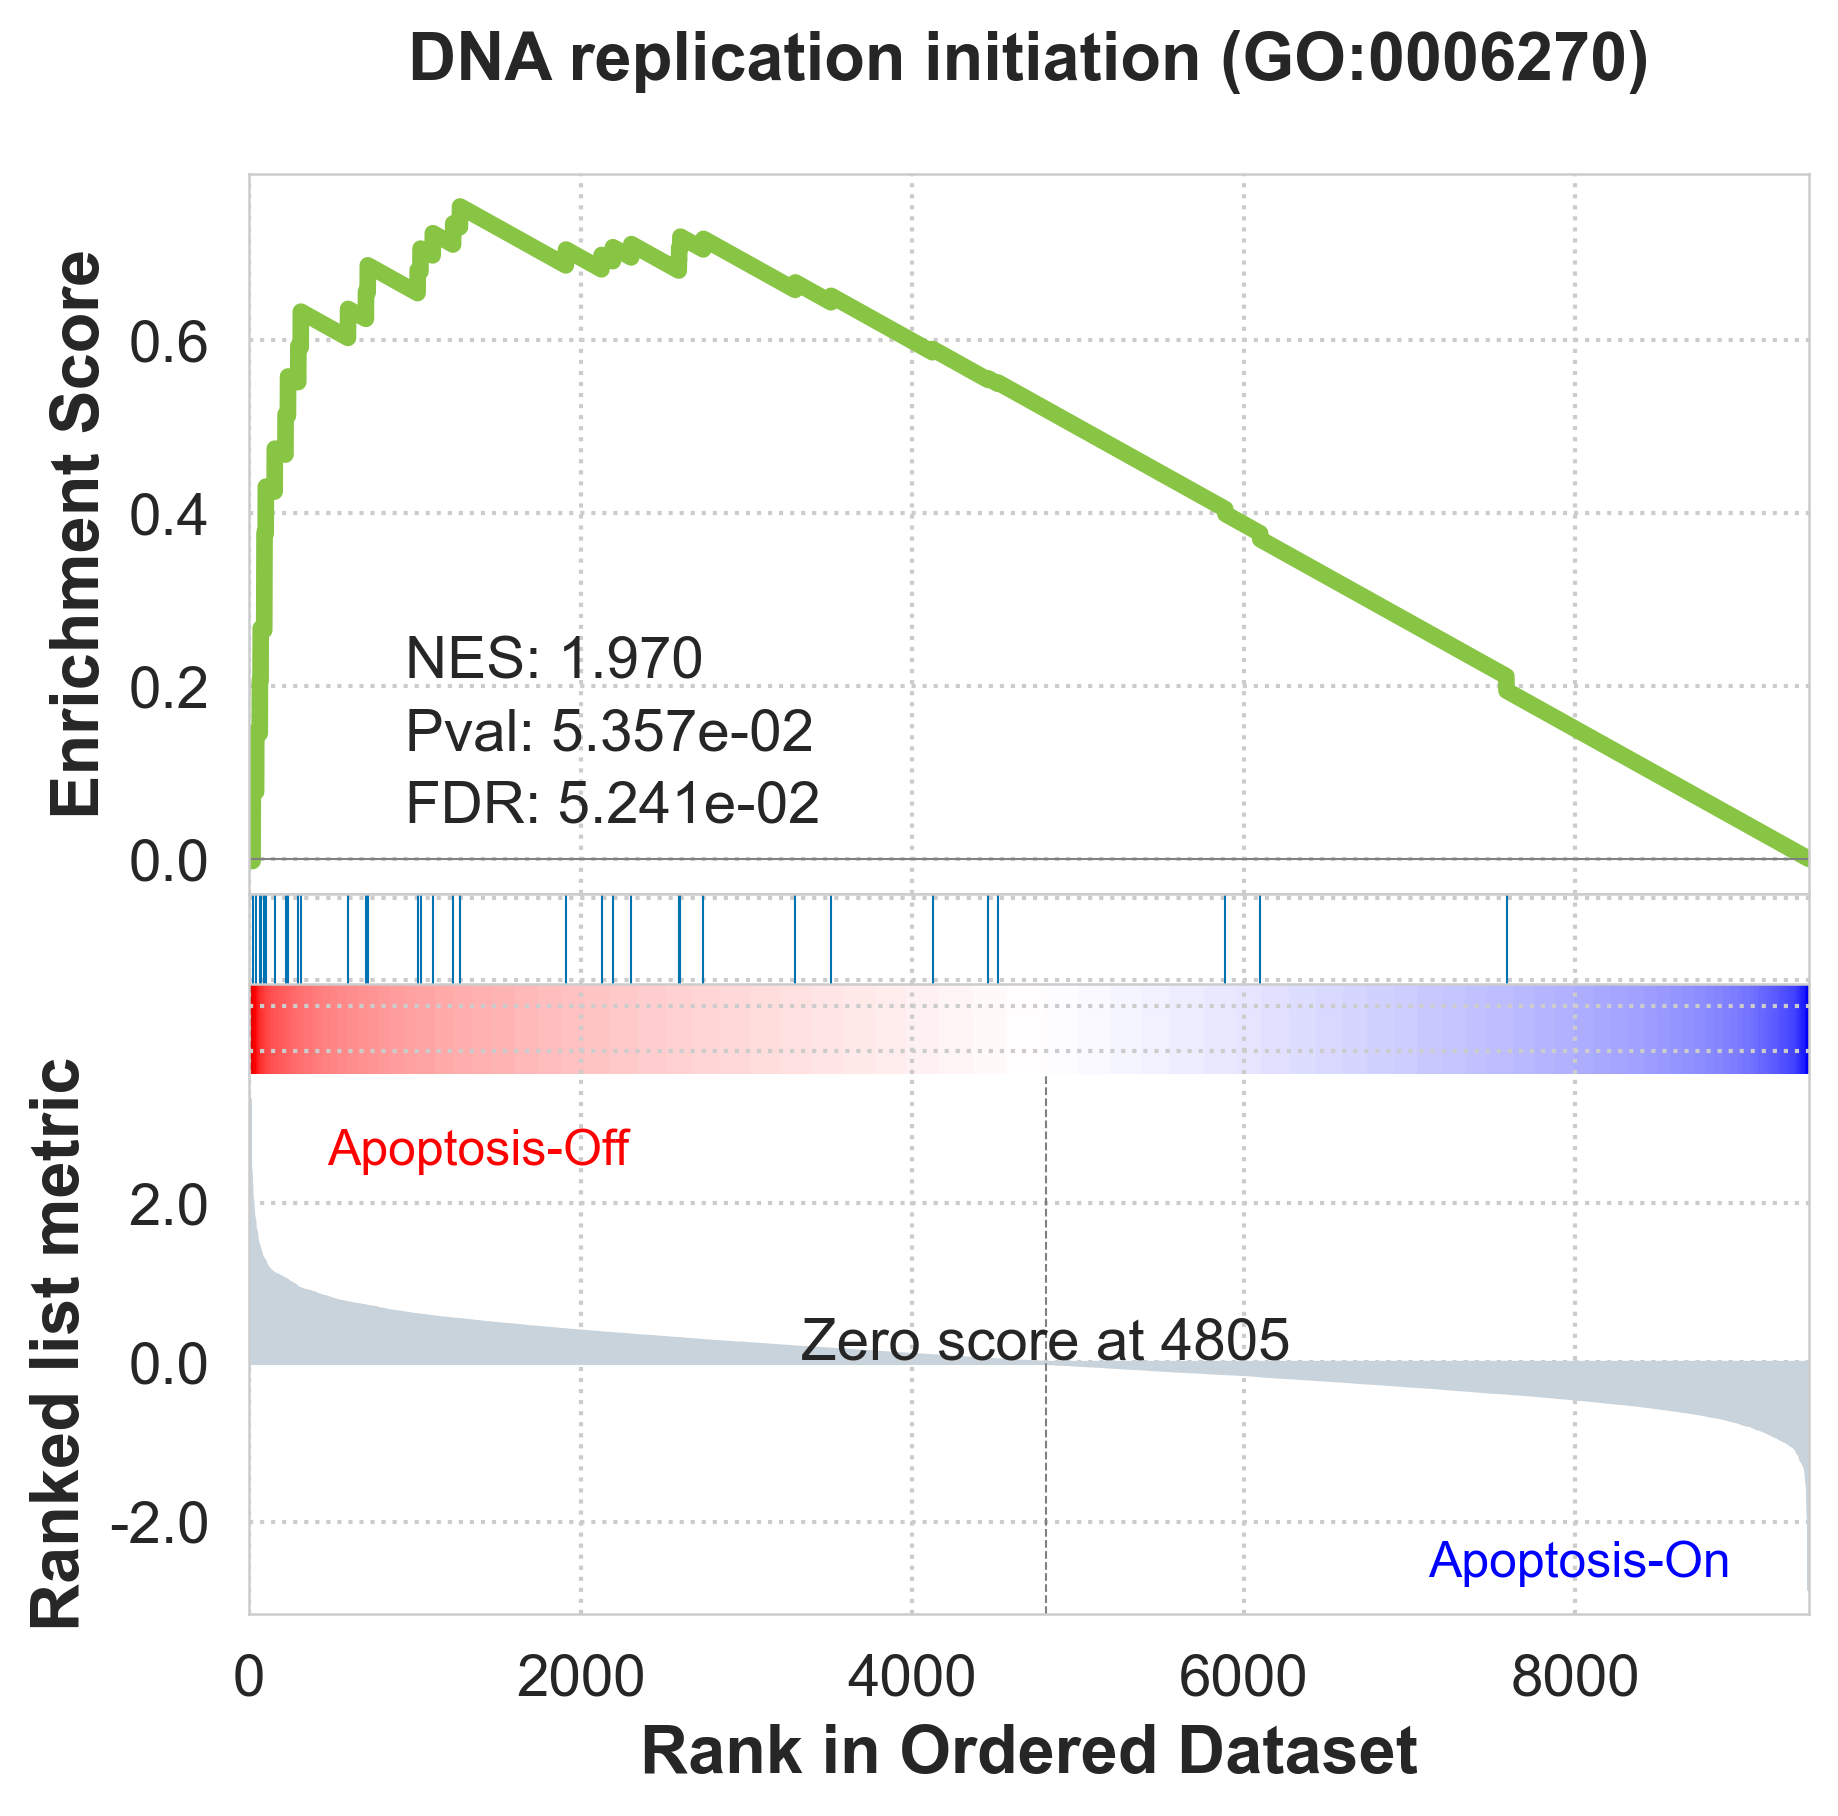 DNA replication initiation (GO:0006270)
Enrichment Score
0.6
0.4
0.2
0.0
NES: 1.970
Pval: 5.357e-02
FDR: 5.241e-02
Ranked list metric
2.0
0.0
-2.0
Apoptosis-Off
Zero score at 4805
Apoptosis-On
0 2000 4000 6000 8000
Rank in Ordered Dataset